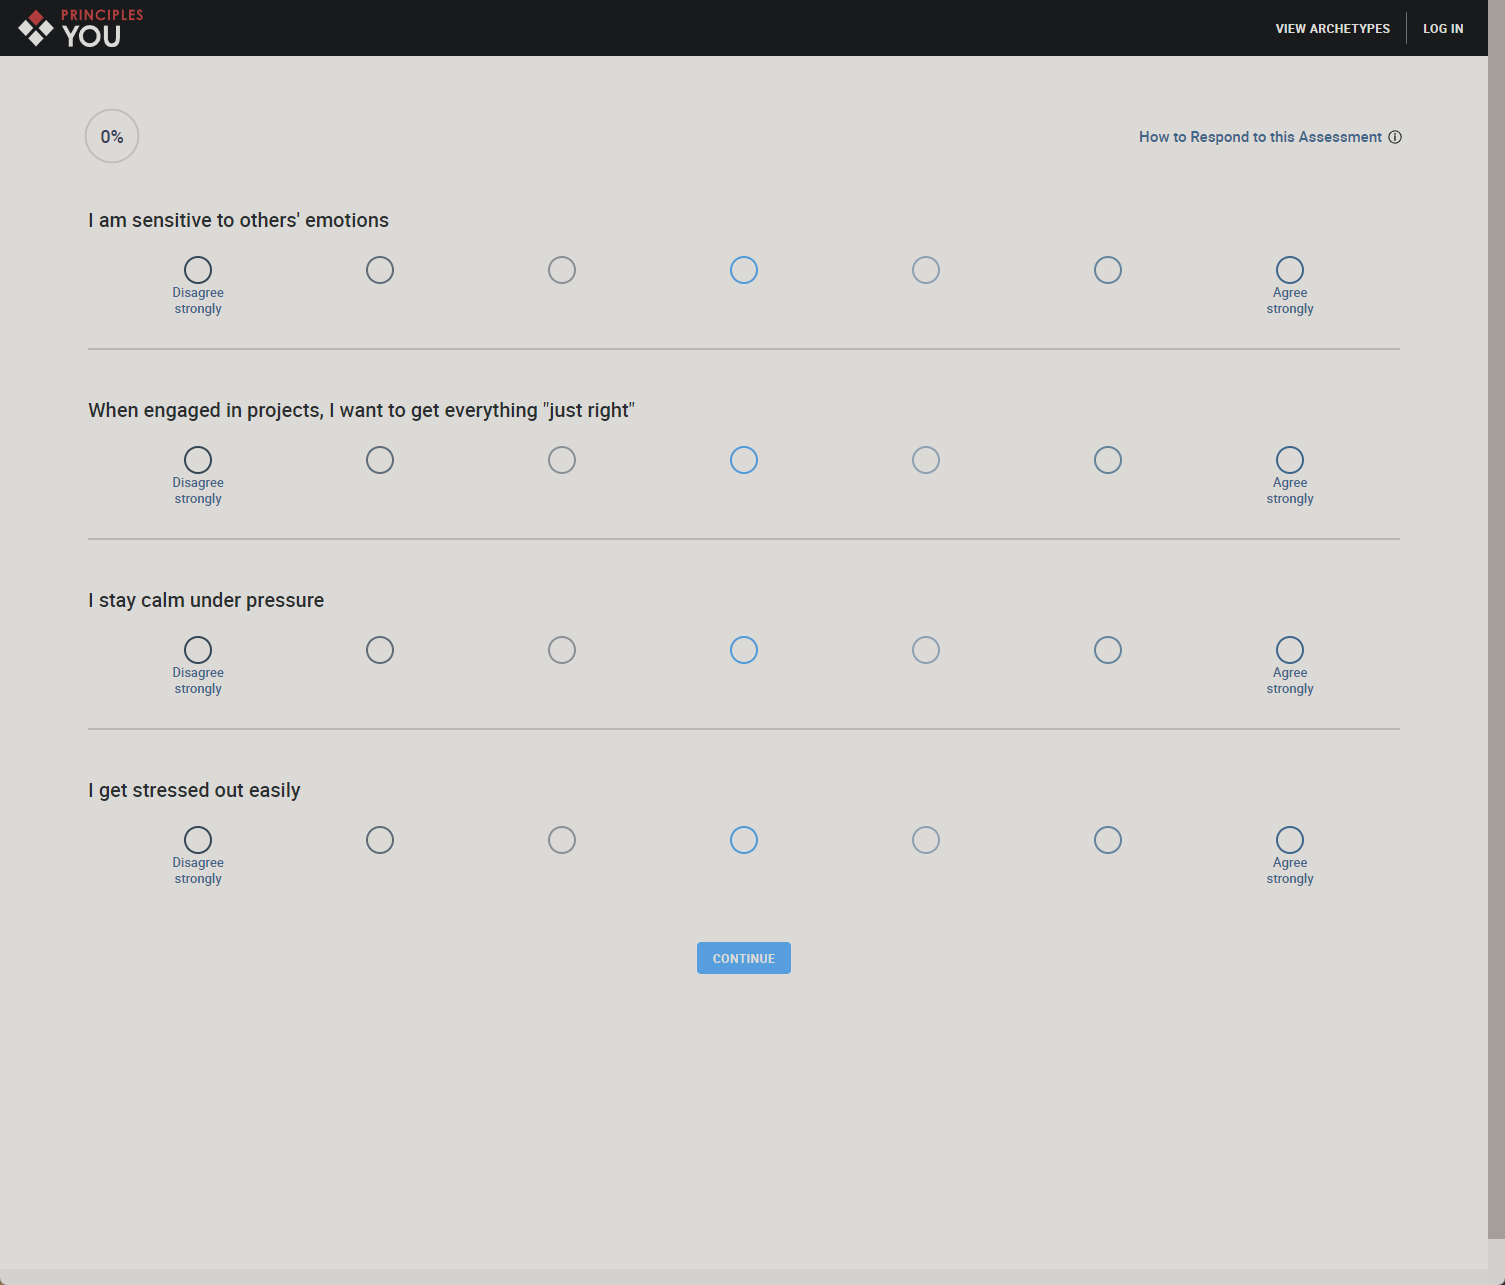 PRINCIPLES
YOU
VIEW ARCHETYPES
LOG IN
0%
How to Respond to this Assessment
I am sensitive to others' emotions
Disagree
strongly
Agree
strongly
When engaged in projects, I want to get everything "just right"
Disagree
strongly
Agree
strongly
I stay calm under pressure
Disagree
strongly
Agree
strongly
I get stressed out easily
Disagree
strongly
Agree
strongly
CONTINUE